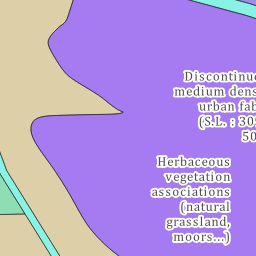 Discontinue
medium dens
urban fab
(S.L. : 30%
50
Herbaceous
vegetation
associations
(natural
grassland,
moors...)